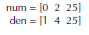 num = [0 2 25]
den = [1 4 25]